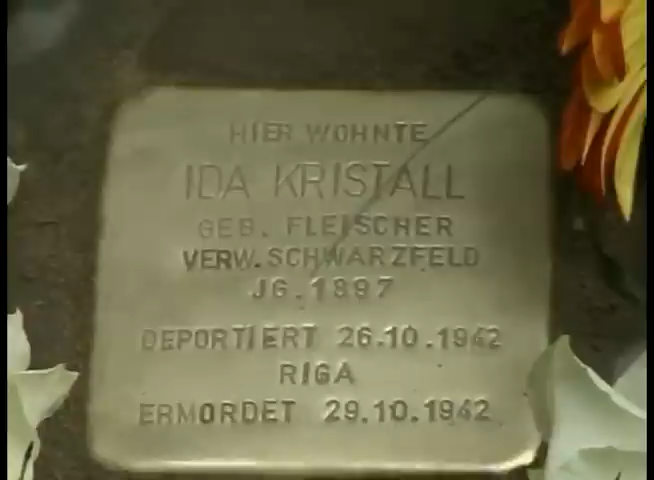 HIER WOHNTE
IDA KRISTALL
GEB. FLEISCHER
VERW. SCHWARZFELD
JG. 1897
DEPORTIERT 26.10.1942
RIGA
ERMORDET 29.10.1942